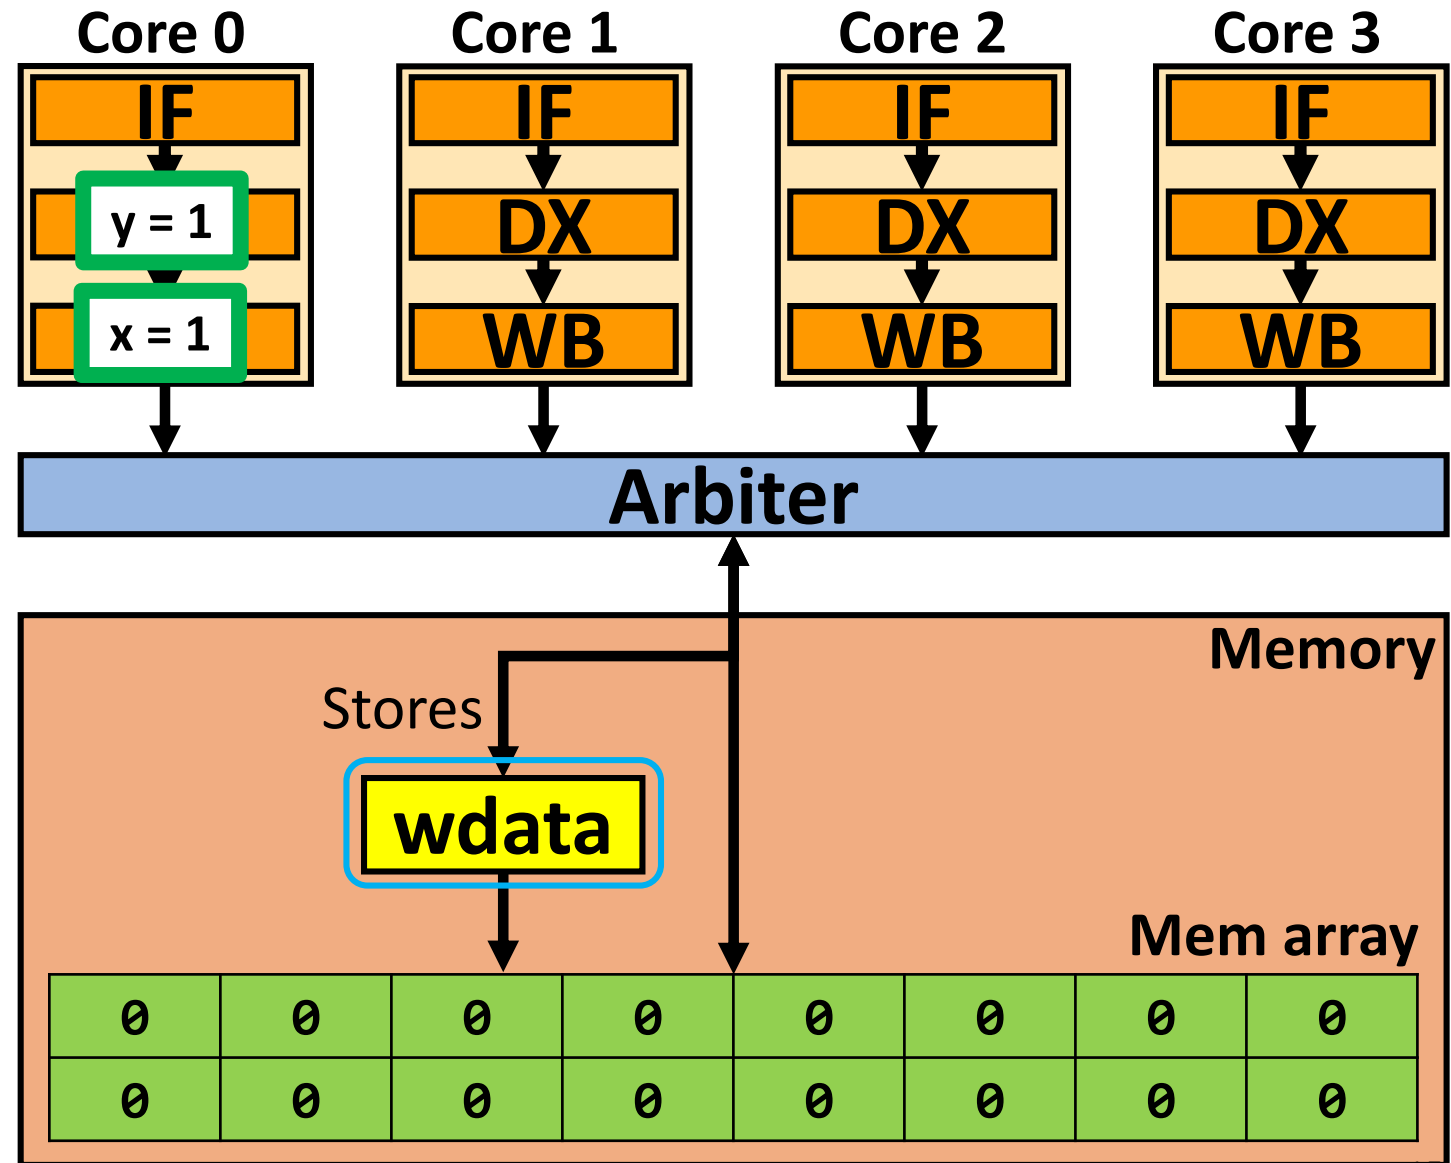 Core 0 Core 1 Core 2 Core 3
IF IF IF IF
y = 1 DX DX DX
x = 1 WB WB WB
Arbiter
Memory
Stores
wdata
Mem array
0 0 0 0 0 0 0 0
0 0 0 0 0 0 0 0